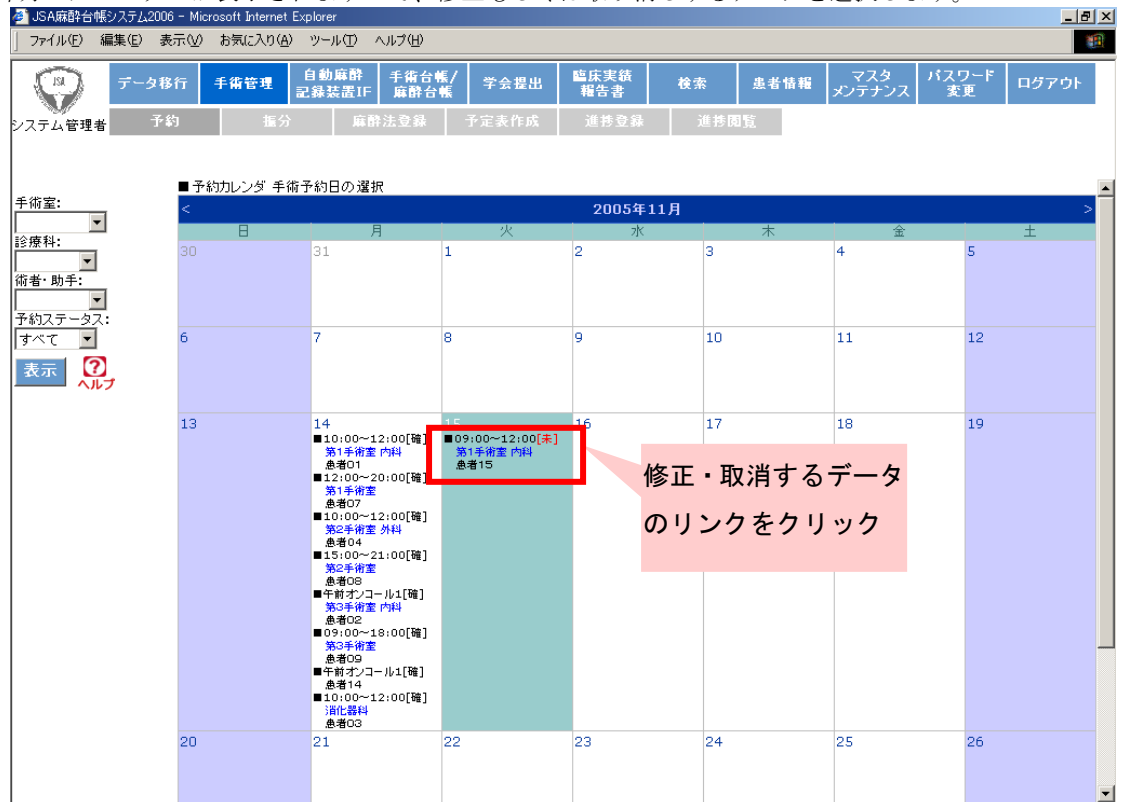 JSA麻酔台帳システム2006 - Microsoft Internet Explorer
ファイル(F) 編集(E) 表示(V) お気に入り(A) ツール(T) ヘルプ(H)
JSA
データ移行 手術管理 自動麻酔記録装置IF 手術台帳/麻酔台帳 学会提出 臨床実績報告書 検索 患者情報 マスタメンテナンス パスワード変更 ログアウト
システム管理者 予約 振分 麻酔法登録 予定表作成 進捗登録 進捗閲覧
■予約カレンダ 手術予約日の選択
手術室:
診療科:
術者・助手:
予約ステータス:
すべて
表示
ヘルプ
< 2005年11月 >
日 月 火 水 木 金 土
30 31 1 2 3 4 5
6 7 8 9 10 11 12
13 14 15 16 17 18 19
■10:00～12:00[確]
第1手術室 内科
患者01
■12:00～20:00[確]
第1手術室
患者07
■10:00～12:00[確]
第2手術室 外科
患者04
■15:00～21:00[確]
第2手術室
患者08
■午前オンコール1[確]
第3手術室 内科
患者02
■09:00～18:00[確]
第3手術室
患者09
■午前オンコール1[確]
患者14
■10:00～12:00[確]
消化器科
患者03
■09:00～12:00[未]
第1手術室 内科
患者15
修正・取消するデータ
のリンクをクリック
20 21 22 23 24 25 26